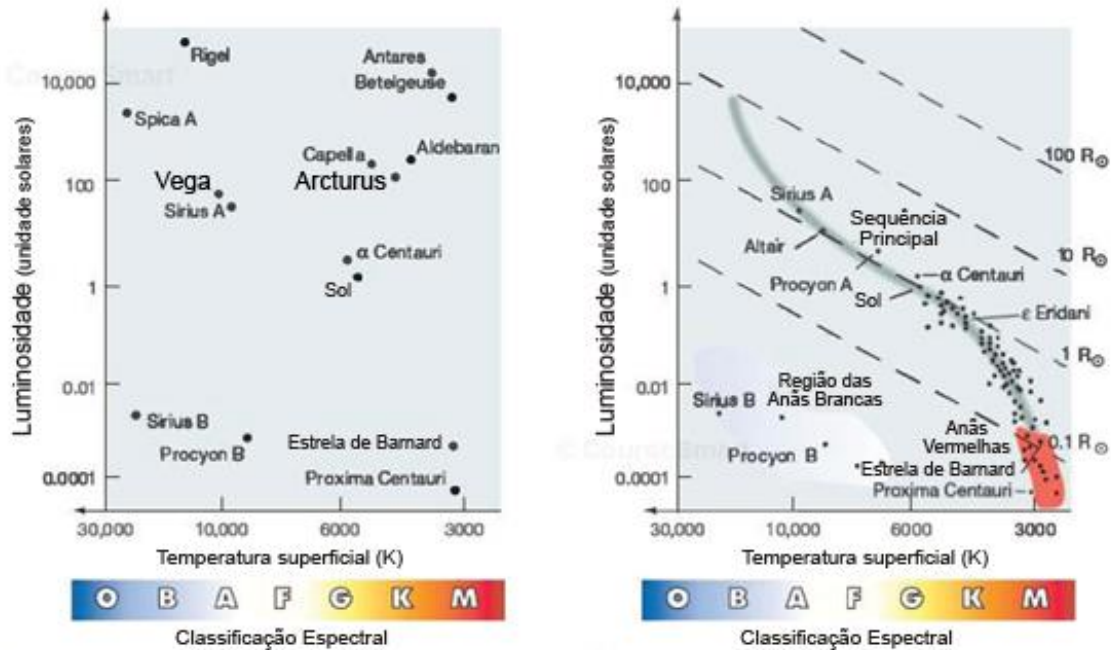 Rigel
Antares
Betelgeuse
10,000
Spica A
Capella
Aldebaran
100
Vega
Arcturus
Sirius A
α Centauri
1
Sol
0.01
Sirius B
Procyon B
Estrela de Barnard
0.0001
Proxima Centauri
30,000 10,000 6000 3000
Luminosidade (unidade solares)
Temperatura superficial (K)
O B A F G K M
Classificação Espectral
10,000
100 R☉
100
Sirius A
Sequência
Principal
Altair
10 R☉
Procyon A
α Centauri
1
Sol
ε Eridani
1 R☉
0.01
Região das
Anãs Brancas
Sirius B
Anãs
Vermelhas
0.1 R☉
Procyon B
Estrela de Barnard
0.0001
Proxima Centauri
30,000 10,000 6000 3000
Luminosidade (unidade solares)
Temperatura superficial (K)
O B A F G K M
Classificação Espectral